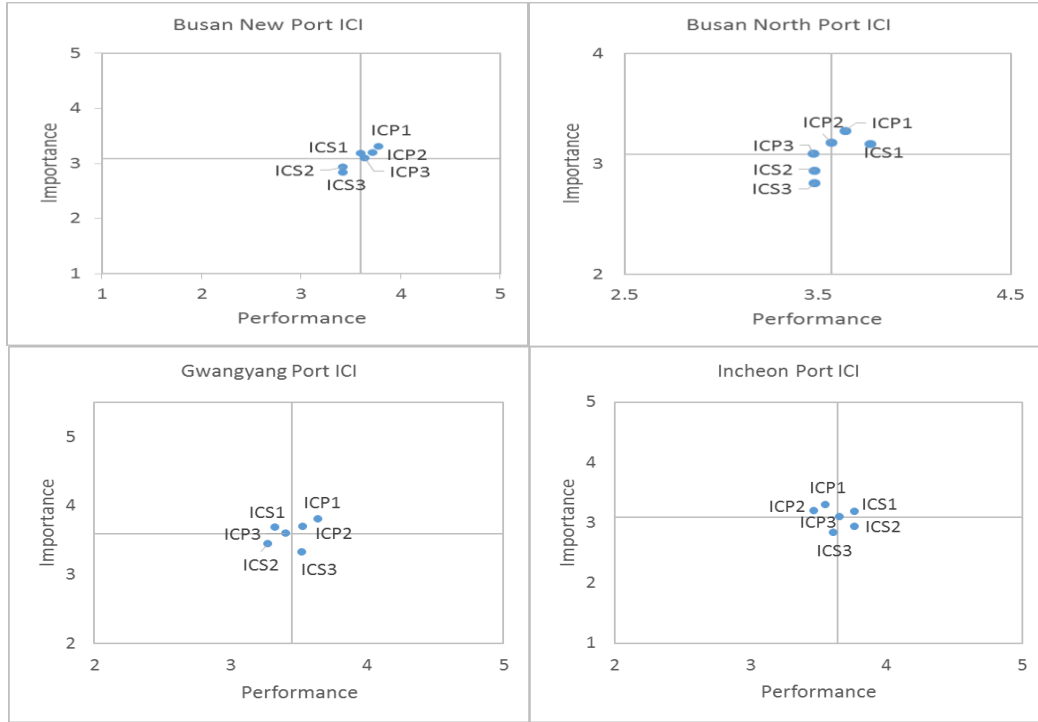 Busan New Port ICI
5
4
3
2
1
Importance
ICP1
ICS1
ICP2
ICS2
ICP3
ICS3
1
2
3
4
5
Performance
Busan North Port ICI
4
3
2
Importance
ICP2
ICP1
ICP3
ICS1
ICS2
ICS3
2.5
3.5
4.5
Performance
Gwangyang Port ICI
5
4
3
2
Importance
ICS1
ICP1
ICP3
ICP2
ICS2
ICS3
2
3
4
5
Performance
Incheon Port ICI
5
4
3
2
1
Importance
ICP1
ICP2
ICS1
ICP3
ICS2
ICS3
2
3
4
5
Performance